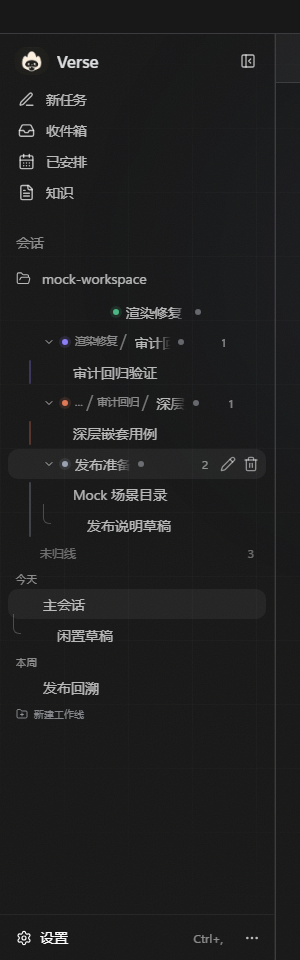 Verse
新任务
收件箱
已安排
知识
会话
mock-workspace
渲染修复
渲染修复 / 审计 1
审计回归验证
... / 审计回归 / 深层 1
深层嵌套用例
发布准备 2
Mock 场景目录
发布说明草稿
未归线 3
今天
主会话
闲置草稿
本周
发布回溯
新建工作线
设置 Ctrl+, ...